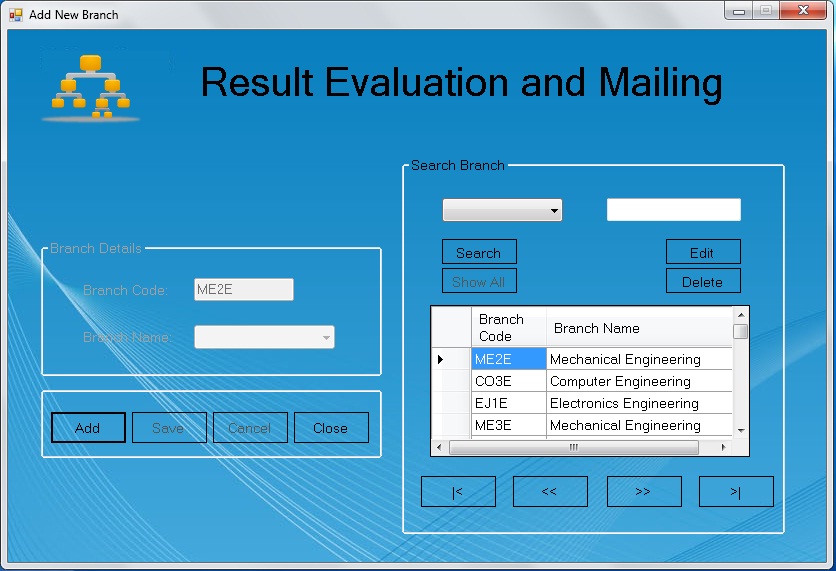 Add New Branch
Result Evaluation and Mailing
Branch Details
Branch Code:
ME2E
Branch Name:
Add
Save
Cancel
Close
Search Branch
Search
Edit
Show All
Delete
Branch
Code
Branch Name
ME2E Mechanical Engineering
CO3E Computer Engineering
EJ1E Electronics Engineering
ME3E Mechanical Engineering
|<
<<
>>
>|